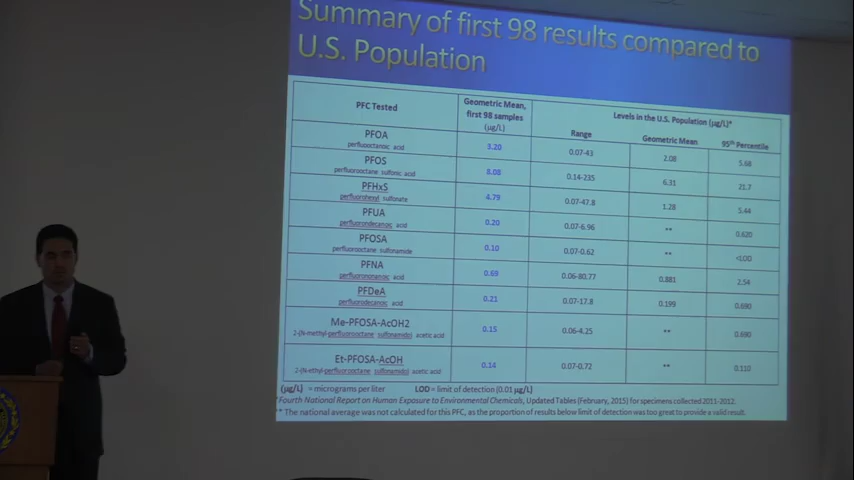 Summary of first 98 results compared to
U.S. Population
PFC Tested
Geometric Mean,
first 98 samples
(µg/L)
Levels in the U.S. Population (µg/L)*
Range
Geometric Mean
95th Percentile
PFOA
perfluooctanoic acid
3.20
0.07-43
2.08
5.68
PFOS
perfluorooctane sulfonic acid
8.08
0.14-235
6.31
21.7
PFHxS
perfluorohexyl sulfonate
4.79
0.07-47.8
1.28
5.44
PFUA
perfluorundecanoic acid
0.20
0.07-6.96
**
0.620
PFOSA
perfluorooctane sulfonamide
0.10
0.07-0.62
**
<LOD
PFNA
perfluorononanoic acid
0.69
0.06-80.77
0.881
2.54
PFDeA
perfluorodecanoic acid
0.21
0.07-17.8
0.199
0.690
Me-PFOSA-AcOH2
2-(N-methyl-perfluorooctane sulfonamido) acetic acid
0.15
0.06-4.25
**
0.690
Et-PFOSA-AcOH
2-(N-ethyl-perfluorooctane sulfonamido) acetic acid
0.14
0.07-0.72
**
0.110
(µg/L) = micrograms per liter LOD = limit of detection (0.01 µg/L)
*Fourth National Report on Human Exposure to Environmental Chemicals, Updated Tables (February, 2015) for specimens collected 2011-2012.
** The national average was not calculated for this PFC, as the proportion of results below limit of detection was too great to provide a valid result.